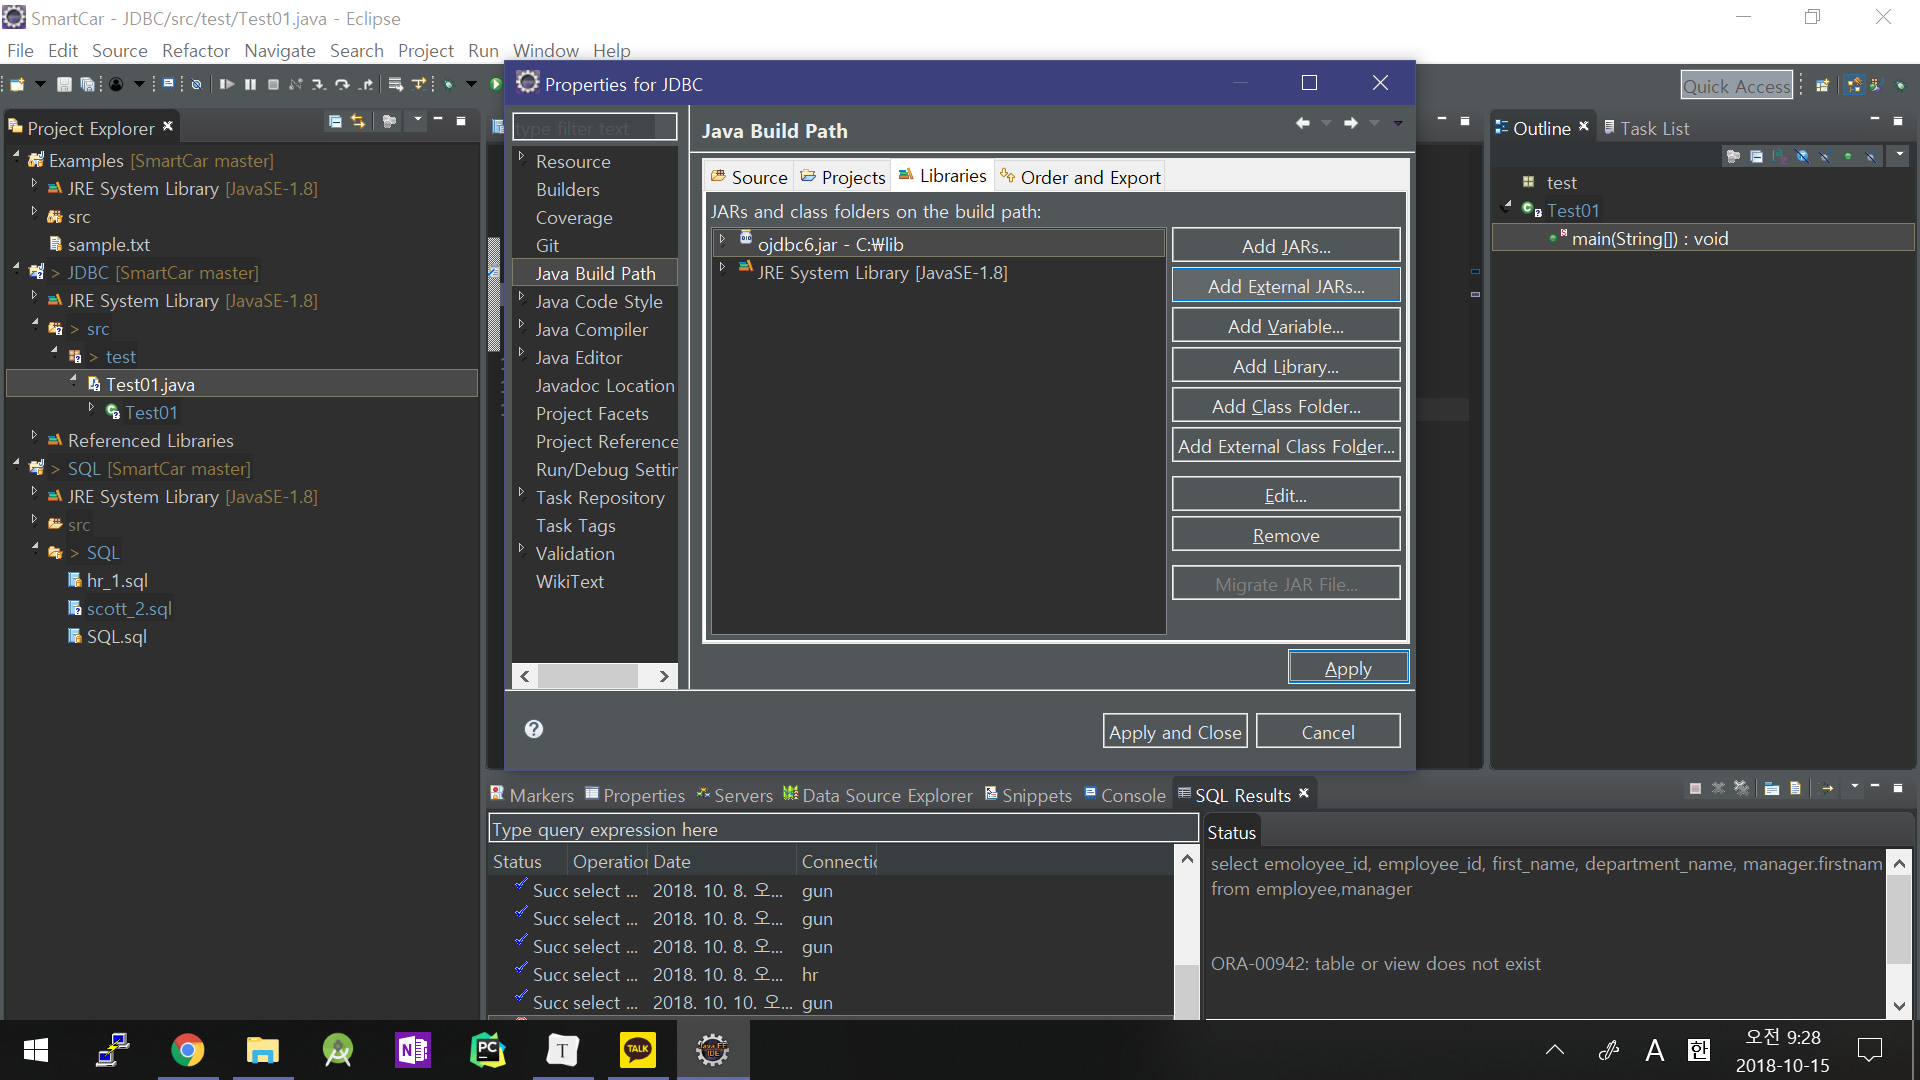 SmartCar - JDBC/src/test/Test01.java - Eclipse
File Edit Source Refactor Navigate Search Project Run Window Help
Quick Access
Project Explorer
Examples [SmartCar master]
JRE System Library [JavaSE-1.8]
src
sample.txt
> JDBC [SmartCar master]
JRE System Library [JavaSE-1.8]
> src
> test
Test01.java
Test01
Referenced Libraries
> SQL [SmartCar master]
JRE System Library [JavaSE-1.8]
src
> SQL
hr_1.sql
scott_2.sql
SQL.sql
Properties for JDBC
type filter text
Resource
Builders
Coverage
Git
Java Build Path
Java Code Style
Java Compiler
Java Editor
Javadoc Location
Project Facets
Project Reference
Run/Debug Settin
Task Repository
Task Tags
Validation
WikiText
Java Build Path
Source Projects Libraries Order and Export
JARs and class folders on the build path:
ojdbc6.jar - C:₩lib
JRE System Library [JavaSE-1.8]
Add JARs...
Add External JARs...
Add Variable...
Add Library...
Add Class Folder...
Add External Class Folder...
Edit...
Remove
Migrate JAR File...
Apply
Apply and Close Cancel
Outline Task List
test
Test01
main(String[]) : void
Markers Properties Servers Data Source Explorer Snippets Console SQL Results
Type query expression here
Status Operation Date Connectic
Succ select ... 2018. 10. 8. 오... gun
Succ select ... 2018. 10. 8. 오... gun
Succ select ... 2018. 10. 8. 오... gun
Succ select ... 2018. 10. 8. 오... hr
Succ select ... 2018. 10. 10. 오... gun
Status
select emoloyee_id, employee_id, first_name, department_name, manager.firstnam
from employee,manager
ORA-00942: table or view does not exist
N
PC
T
TALK
Java EE
IDE
A
한
오전 9:28
2018-10-15